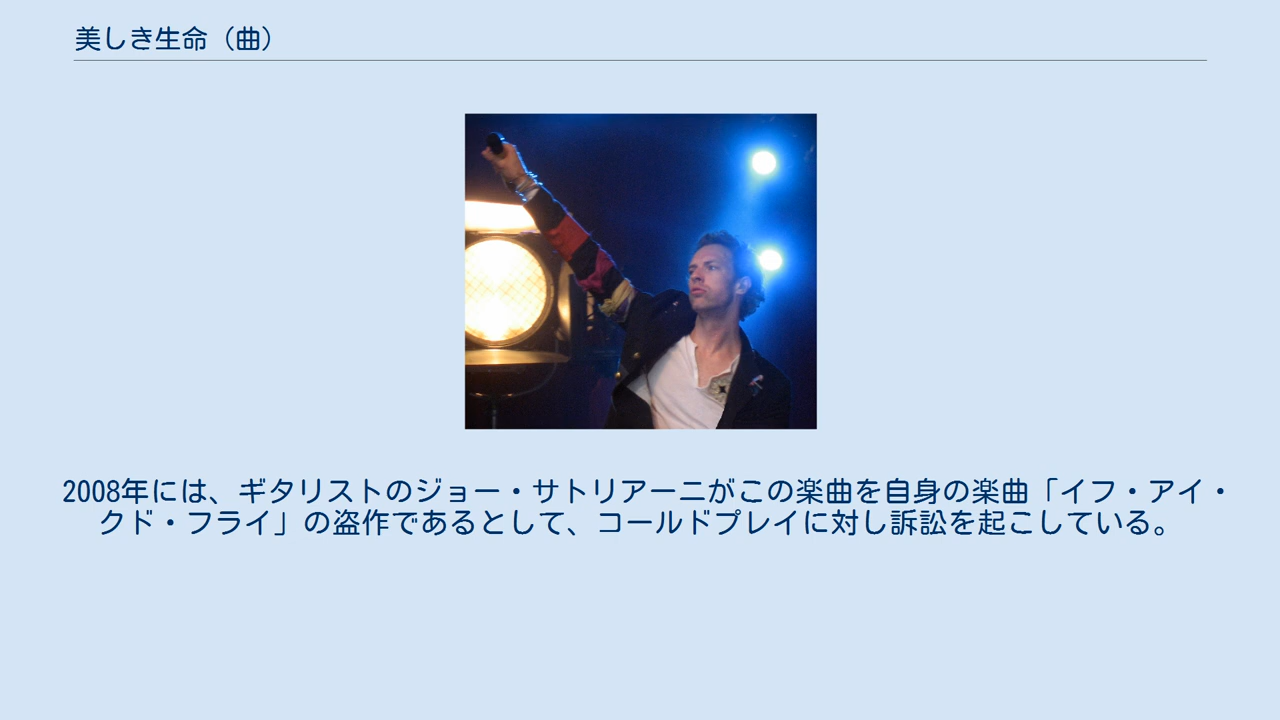 美しき生命（曲）
2008年には、ギタリストのジョー・サトリアーニがこの楽曲を自身の楽曲「イフ・アイ・
クド・フライ」の盗作であるとして、コールドプレイに対し訴訟を起こしている。